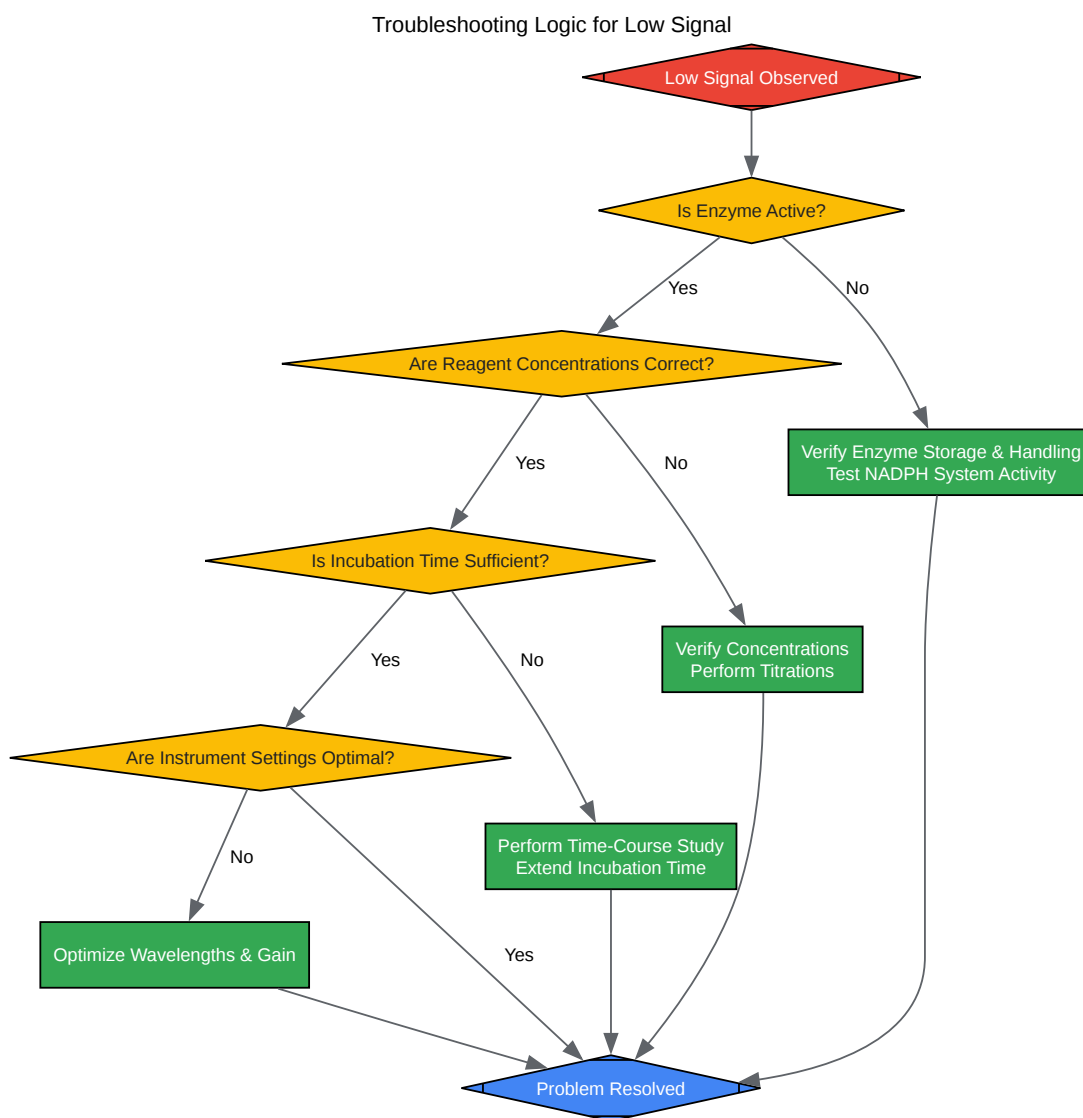 Troubleshooting Logic for Low Signal
Low Signal Observed
Is Enzyme Active?
Yes
No
Are Reagent Concentrations Correct?
Verify Enzyme Storage & Handling
Test NADPH System Activity
Yes
No
Is Incubation Time Sufficient?
Verify Concentrations
Perform Titrations
Yes
No
Are Instrument Settings Optimal?
Perform Time-Course Study
Extend Incubation Time
No
Yes
Optimize Wavelengths & Gain
Problem Resolved